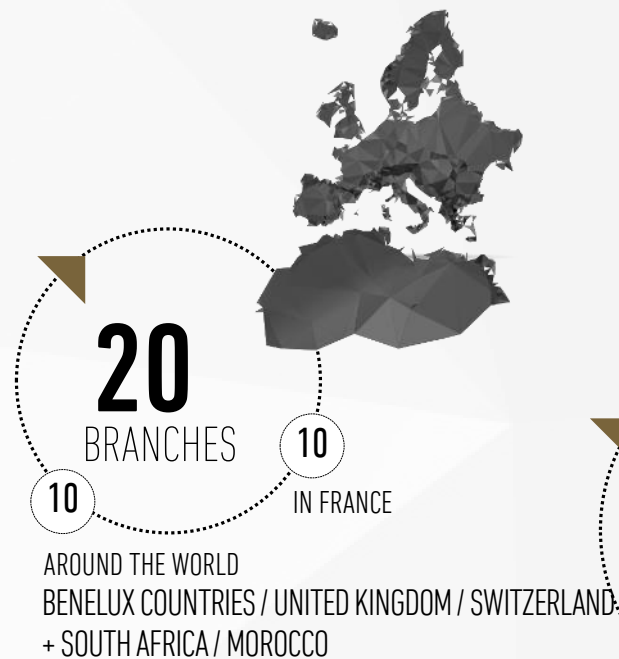 20
BRANCHES
10
IN FRANCE
10
AROUND THE WORLD
BENELUX COUNTRIES / UNITED KINGDOM / SWITZERLAND
+ SOUTH AFRICA / MOROCCO